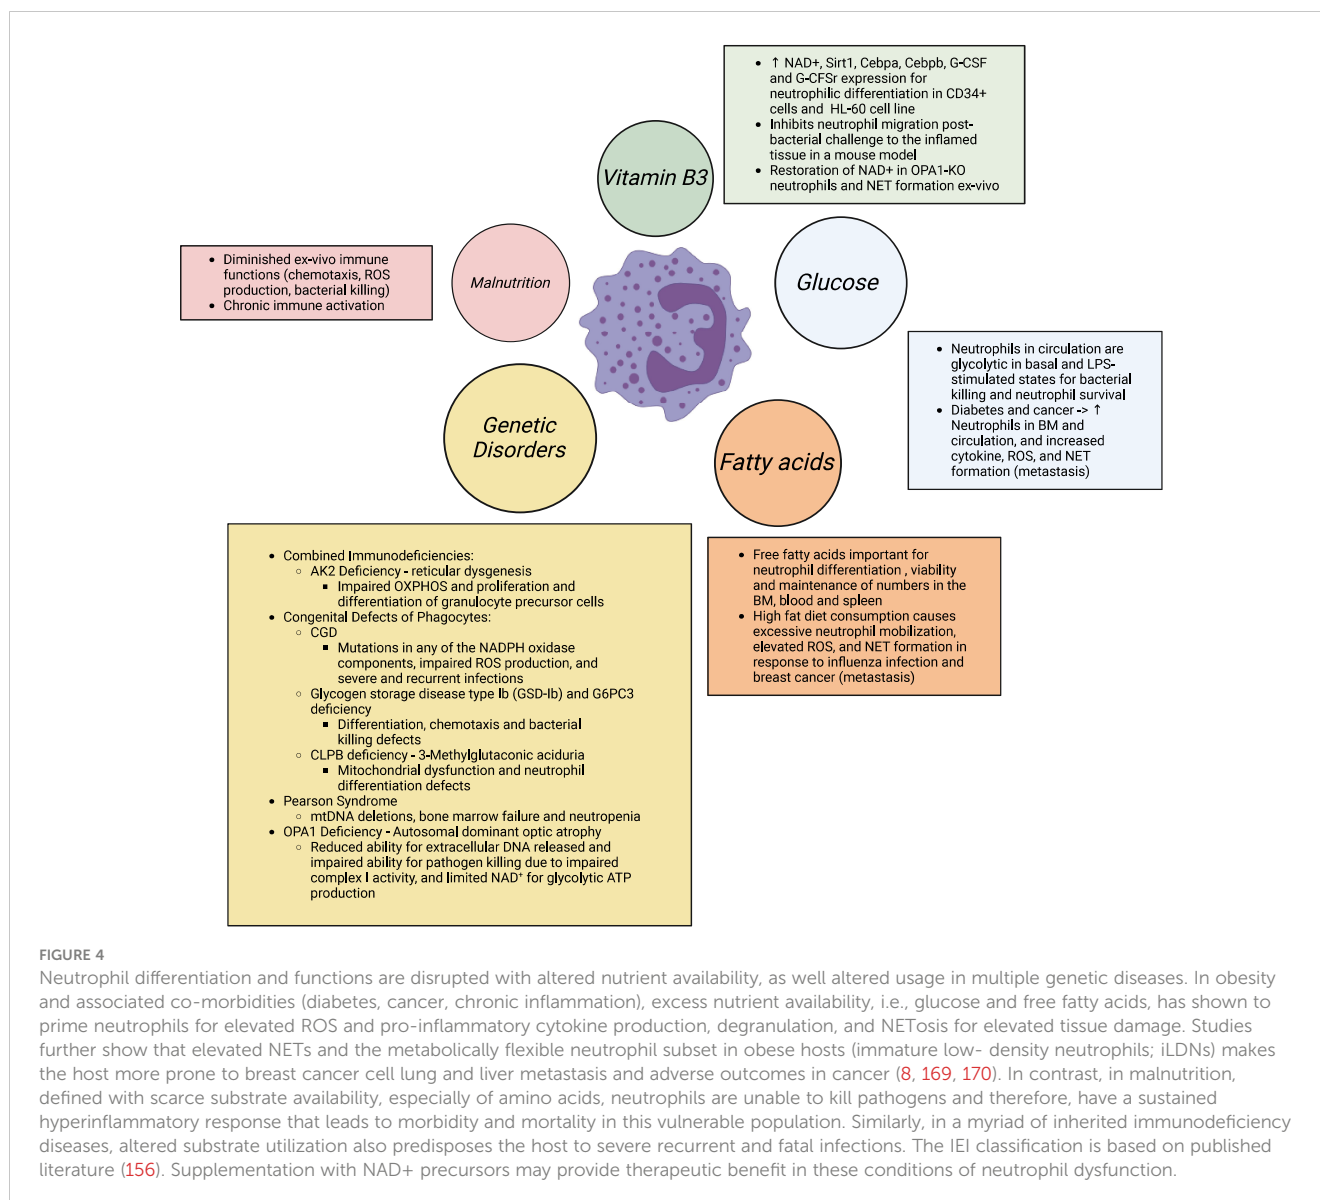 • ↑ NAD+, Sirt1, Cebpa, Cebpb, G-CSF
and G-CFSr expression for
neutrophilic differentiation in CD34+
cells and HL-60 cell line
• Inhibits neutrophil migration post-
bacterial challenge to the inflamed
tissue in a mouse model
• Restoration of NAD+ in OPA1-KO
neutrophils and NET formation ex-vivo
Vitamin B3
• Diminished ex-vivo immune
functions (chemotaxis, ROS
production, bacterial killing)
• Chronic immune activation
Malnutrition
Glucose
• Neutrophils in circulation are
glycolytic in basal and LPS-
stimulated states for bacterial
killing and neutrophil survival
• Diabetes and cancer -> ↑
Neutrophils in BM and
circulation, and increased
cytokine, ROS, and NET
formation (metastasis)
Genetic
Disorders
Fatty acids
• Combined Immunodeficiencies:
○ AK2 Deficiency - reticular dysgenesis
■ Impaired OXPHOS and proliferation and
differentiation of granulocyte precursor cells
• Congenital Defects of Phagocytes:
○ CGD
■ Mutations in any of the NADPH oxidase
components, impaired ROS production, and
severe and recurrent infections
○ Glycogen storage disease type Ib (GSD-Ib) and G6PC3
deficiency
■ Differentiation, chemotaxis and bacterial
killing defects
○ CLPB deficiency - 3-Methylglutaconic aciduria
■ Mitochondrial dysfunction and neutrophil
differentiation defects
• Pearson Syndrome
○ mtDNA deletions, bone marrow failure and neutropenia
• OPA1 Deficiency - Autosomal dominant optic atrophy
○ Reduced ability for extracellular DNA released and
impaired ability for pathogen killing due to impaired
complex I activity, and limited NAD⁺ for glycolytic ATP
production
• Free fatty acids important for
neutrophil differentiation , viability
and maintenance of numbers in the
BM, blood and spleen
• High fat diet consumption causes
excessive neutrophil mobilization,
elevated ROS, and NET formation in
response to influenza infection and
breast cancer (metastasis)
FIGURE 4
Neutrophil differentiation and functions are disrupted with altered nutrient availability, as well altered usage in multiple genetic diseases. In obesity
and associated co-morbidities (diabetes, cancer, chronic inflammation), excess nutrient availability, i.e., glucose and free fatty acids, has shown to
prime neutrophils for elevated ROS and pro-inflammatory cytokine production, degranulation, and NETosis for elevated tissue damage. Studies
further show that elevated NETs and the metabolically flexible neutrophil subset in obese hosts (immature low- density neutrophils; iLDNs) makes
the host more prone to breast cancer cell lung and liver metastasis and adverse outcomes in cancer (8, 169, 170). In contrast, in malnutrition,
defined with scarce substrate availability, especially of amino acids, neutrophils are unable to kill pathogens and therefore, have a sustained
hyperinflammatory response that leads to morbidity and mortality in this vulnerable population. Similarly, in a myriad of inherited immunodeficiency
diseases, altered substrate utilization also predisposes the host to severe recurrent and fatal infections. The IEI classification is based on published
literature (156). Supplementation with NAD+ precursors may provide therapeutic benefit in these conditions of neutrophil dysfunction.